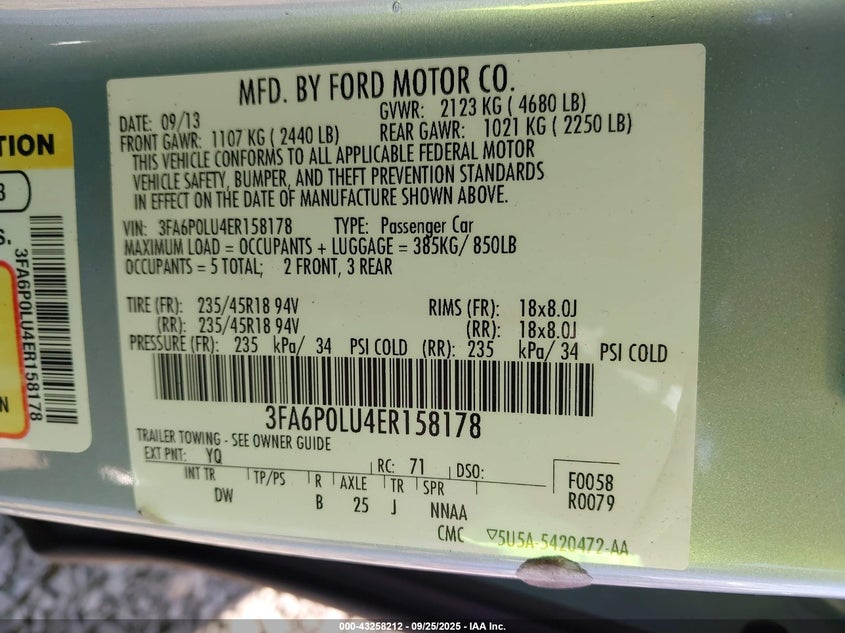 MFD. BY FORD MOTOR CO.
DATE: 09/13
GVWR: 2123 KG ( 4680 LB)
FRONT GAWR: 1107 KG ( 2440 LB)
REAR GAWR: 1021 KG ( 2250 LB)
THIS VEHICLE CONFORMS TO ALL APPLICABLE FEDERAL MOTOR
VEHICLE SAFETY, BUMPER, AND THEFT PREVENTION STANDARDS
IN EFFECT ON THE DATE OF MANUFACTURE SHOWN ABOVE.
VIN: 3FA6P0LU4ER158178 TYPE: Passenger Car
MAXIMUM LOAD = OCCUPANTS + LUGGAGE = 385KG/ 850LB
OCCUPANTS = 5 TOTAL; 2 FRONT, 3 REAR
TIRE (FR): 235/45R18 94V RIMS (FR): 18x8.0J
(RR): 235/45R18 94V (RR): 18x8.0J
PRESSURE (FR): 235 kPa/ 34 PSI COLD (RR): 235 kPa/ 34 PSI COLD
3FA6P0LU4ER158178
TRAILER TOWING - SEE OWNER GUIDE
EXT PNT: YQ RC: 71 DSO:
INT TR TP/PS R AXLE TR SPR
DW B 25 J NNAA
F0058
R0079
CMC ▽5U5A-5420472-AA
3FA6P0LU4ER158178
000-43258212 - 09/25/2025 - IAA Inc.